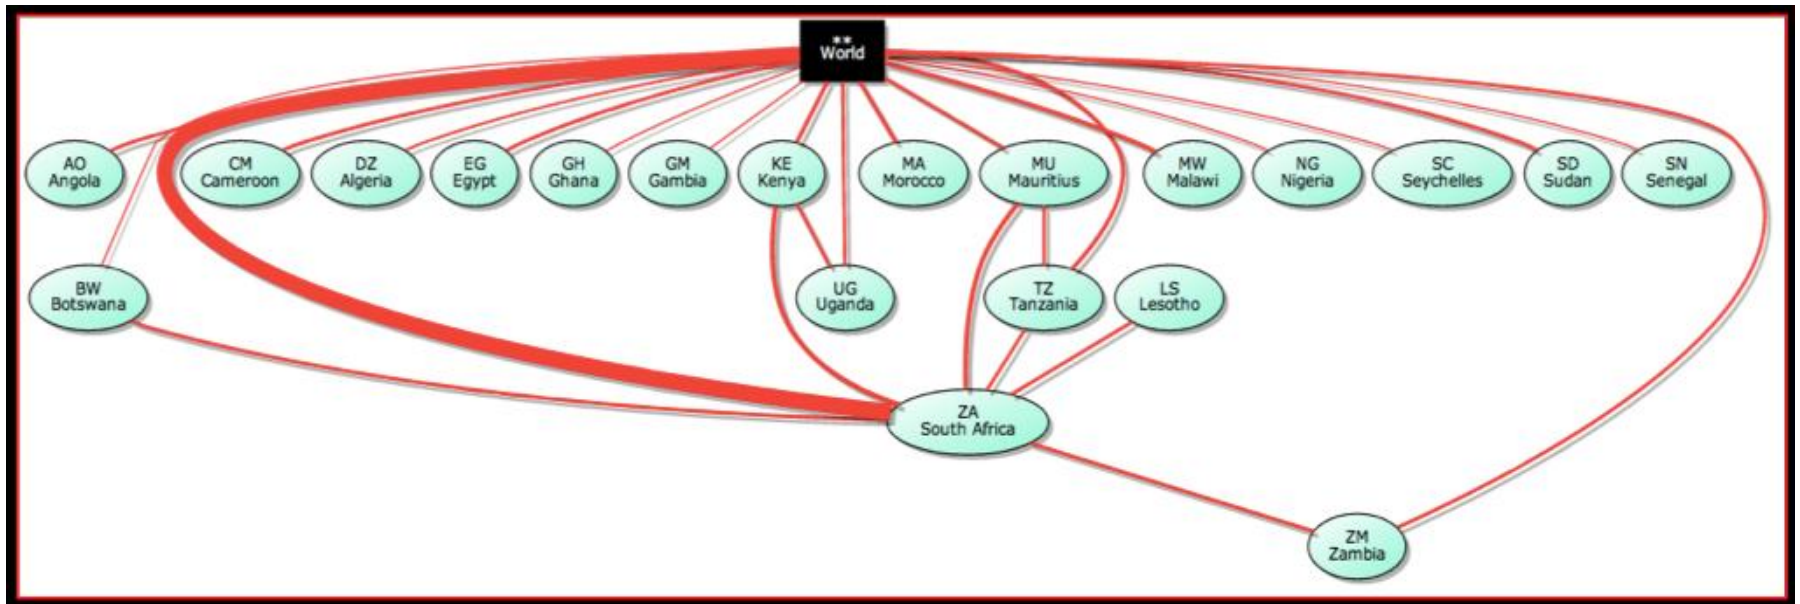 **
World
AO
Angola
CM
Cameroon
DZ
Algeria
EG
Egypt
GH
Ghana
GM
Gambia
KE
Kenya
MA
Morocco
MU
Mauritius
MW
Malawi
NG
Nigeria
SC
Seychelles
SD
Sudan
SN
Senegal
BW
Botswana
UG
Uganda
TZ
Tanzania
LS
Lesotho
ZA
South Africa
ZM
Zambia